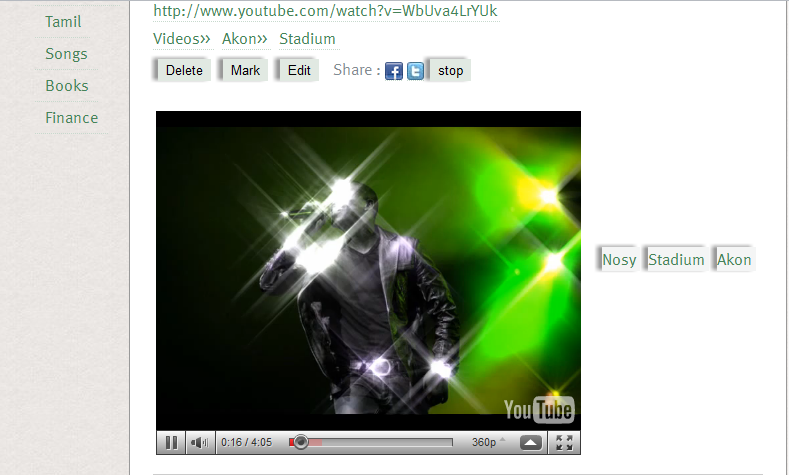 Tamil
Songs
Books
Finance
http://www.youtube.com/watch?v=WbUva4LrYUk
Videos>> Akon>> Stadium
Delete Mark Edit Share : f t stop
Nosy Stadium Akon
YouTube
0:16 / 4:05 360p